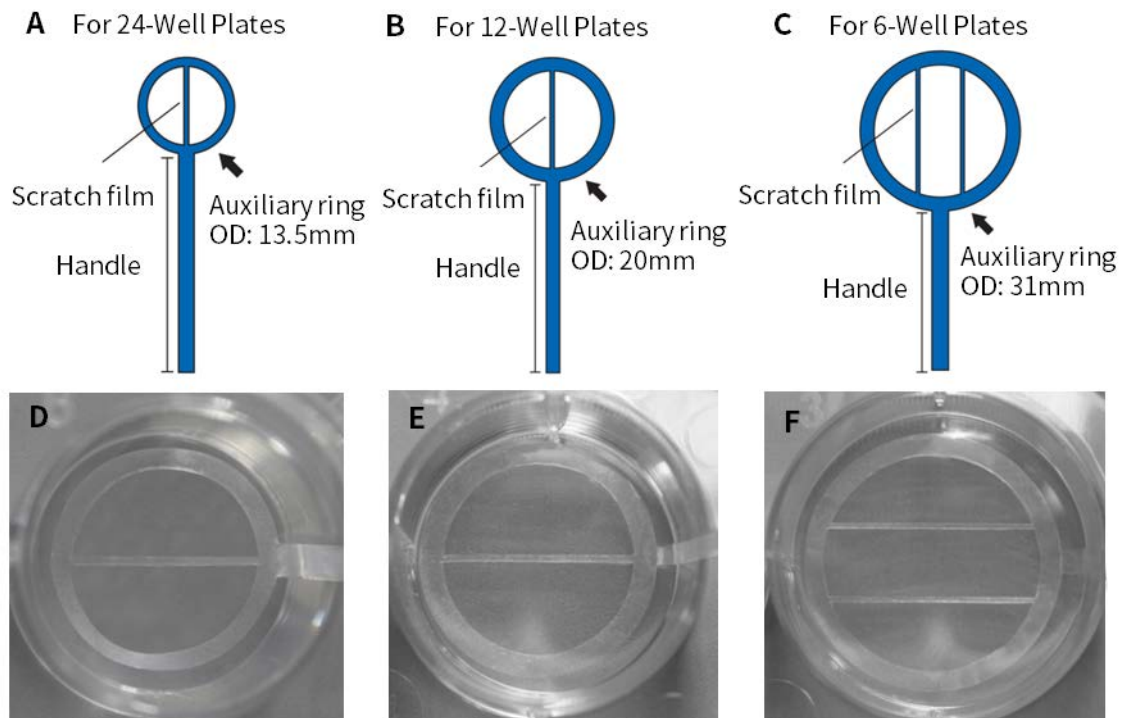 A For 24-Well Plates
Scratch film
Auxiliary ring
OD: 13.5mm
Handle
B For 12-Well Plates
Scratch film
Auxiliary ring
OD: 20mm
Handle
C For 6-Well Plates
Scratch film
Auxiliary ring
OD: 31mm
Handle
D
E
F